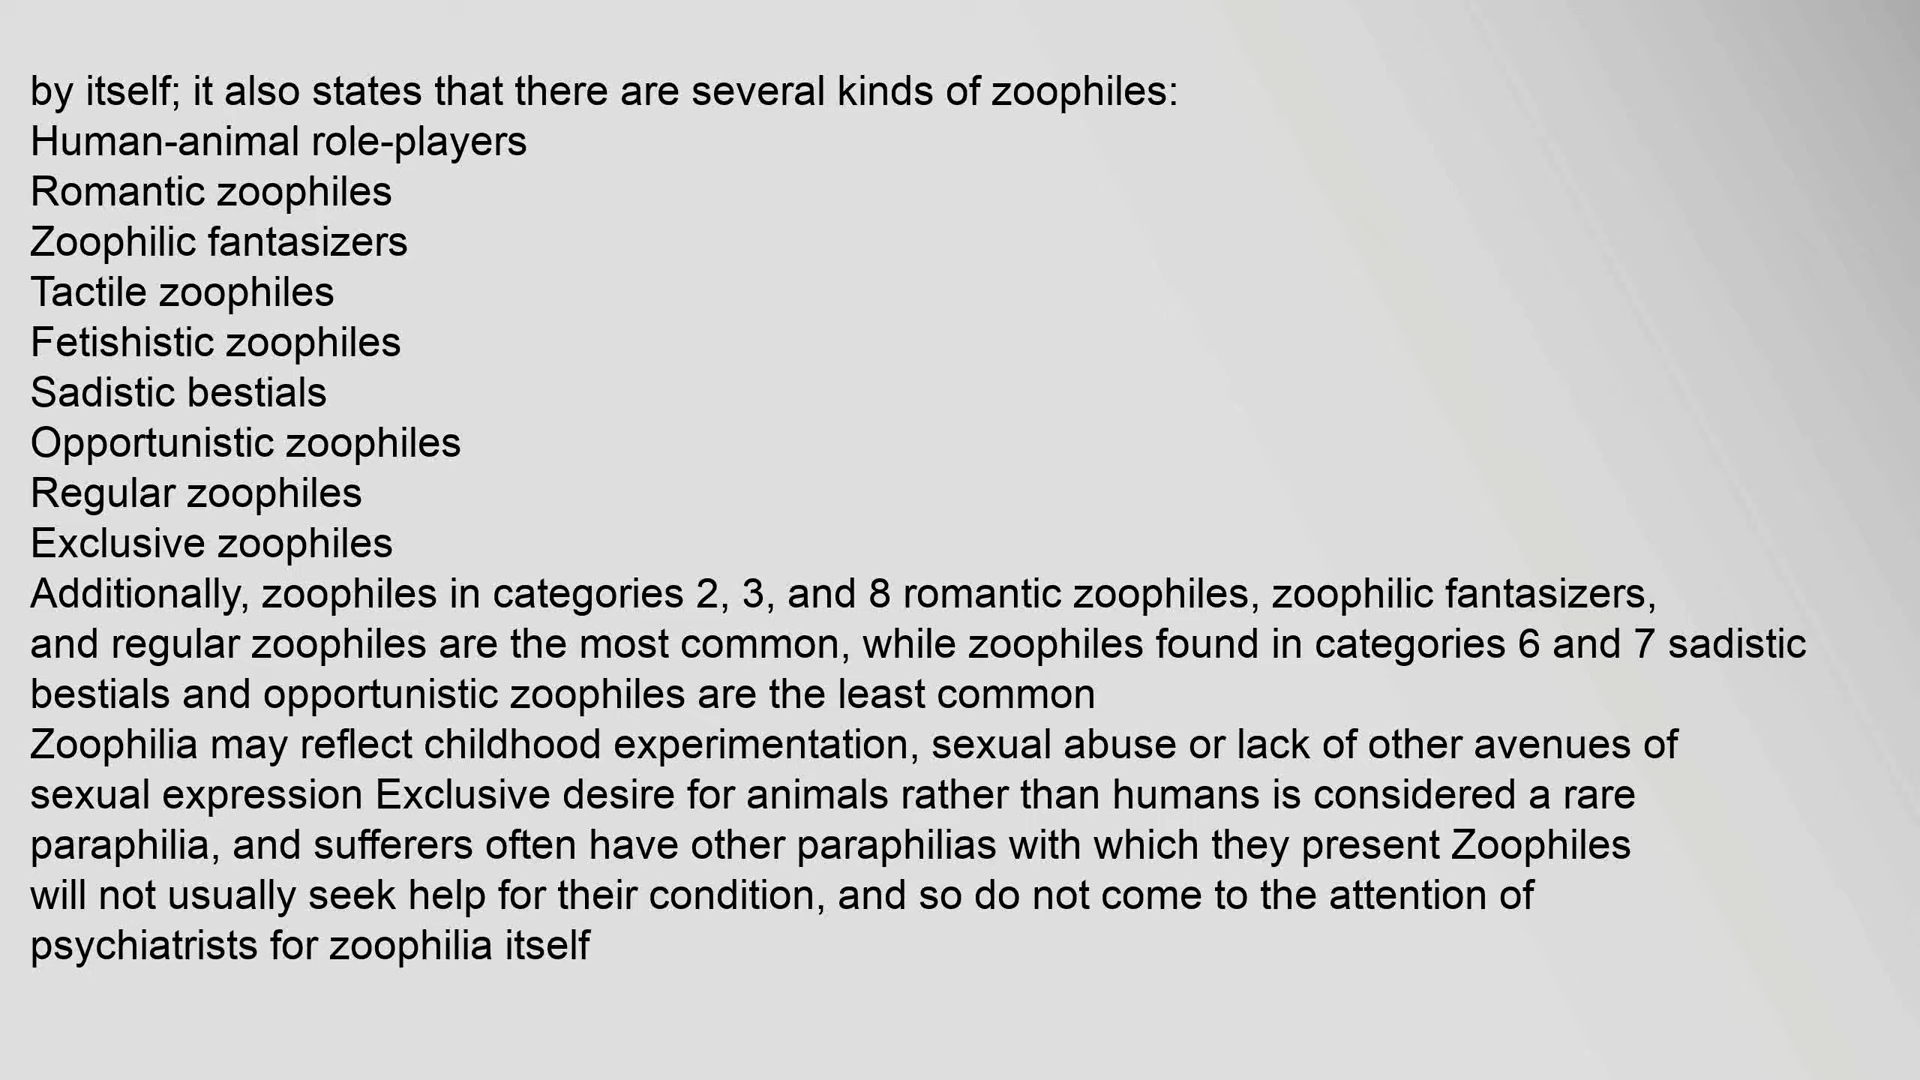 by itself; it also states that there are several kinds of zoophiles:
Human-animal role-players
Romantic zoophiles
Zoophilic fantasizers
Tactile zoophiles
Fetishistic zoophiles
Sadistic bestials
Opportunistic zoophiles
Regular zoophiles
Exclusive zoophiles
Additionally, zoophiles in categories 2, 3, and 8 romantic zoophiles, zoophilic fantasizers,
and regular zoophiles are the most common, while zoophiles found in categories 6 and 7 sadistic
bestials and opportunistic zoophiles are the least common
Zoophilia may reflect childhood experimentation, sexual abuse or lack of other avenues of
sexual expression Exclusive desire for animals rather than humans is considered a rare
paraphilia, and sufferers often have other paraphilias with which they present Zoophiles
will not usually seek help for their condition, and so do not come to the attention of
psychiatrists for zoophilia itself